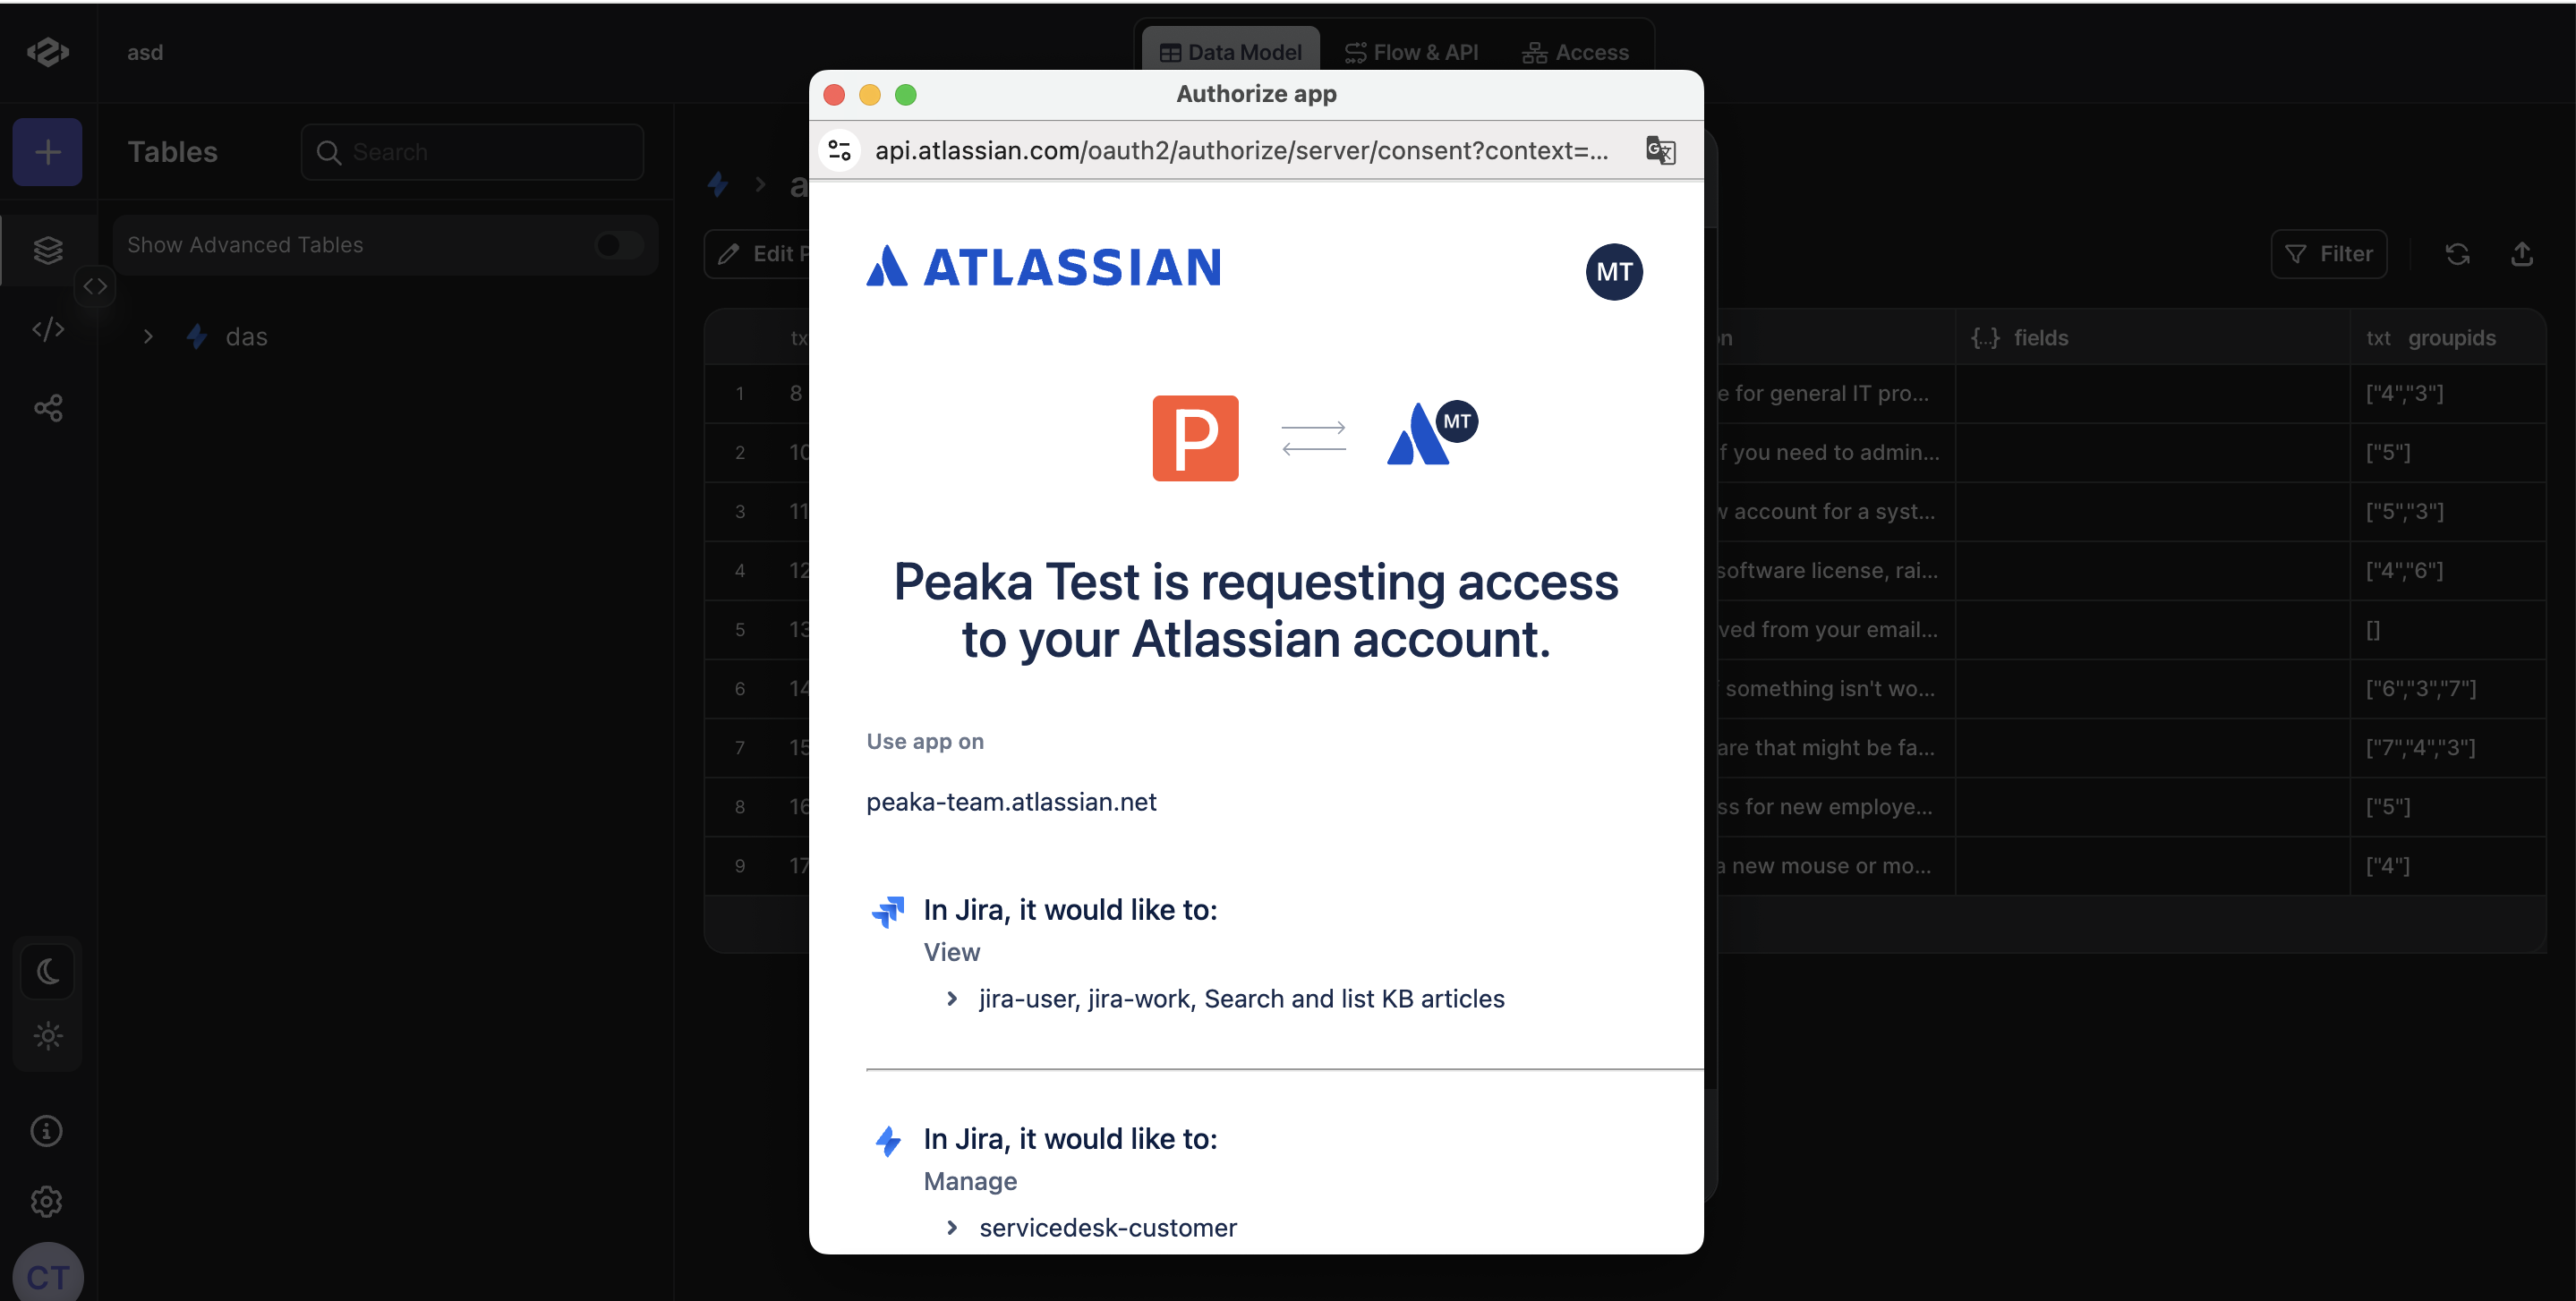 asd
Data Model
Flow & API
Access
Authorize app
api.atlassian.com/oauth2/authorize/server/consent?context=...
Tables
Search
Show Advanced Tables
das
Edit P
Filter
tx
n
{...} fields
txt groupids
1 8 e for general IT pro... ["4","3"]
2 10 f you need to admin... ["5"]
3 11 w account for a syst... ["5","3"]
4 12 software license, rai... ["4","6"]
5 13 ved from your email... []
6 14 something isn't wo... ["6","3","7"]
7 15 are that might be fa... ["7","4","3"]
8 16 ss for new employe... ["5"]
9 17 a new mouse or mo... ["4"]
ATLASSIAN
MT
P
MT
Peaka Test is requesting access
to your Atlassian account.
Use app on
peaka-team.atlassian.net
In Jira, it would like to:
View
jira-user, jira-work, Search and list KB articles
In Jira, it would like to:
Manage
servicedesk-customer
CT